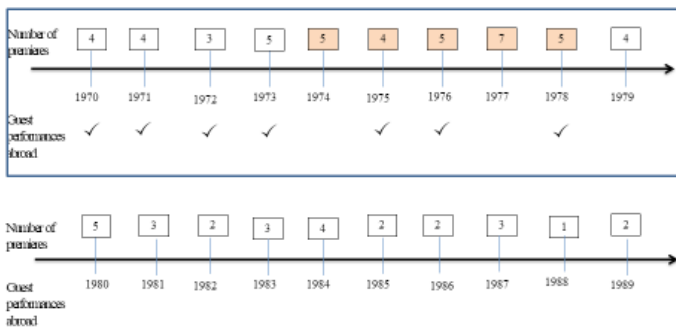 Number of
premieres
4 4 3 5 5 4 5 7 5 4
1970 1971 1972 1973 1974 1975 1976 1977 1978 1979
Guest
performances
abroad
Number of
premieres
5 3 2 3 4 2 2 3 1 2
1980 1981 1982 1983 1984 1985 1986 1987 1988 1989
Guest
performances
abroad